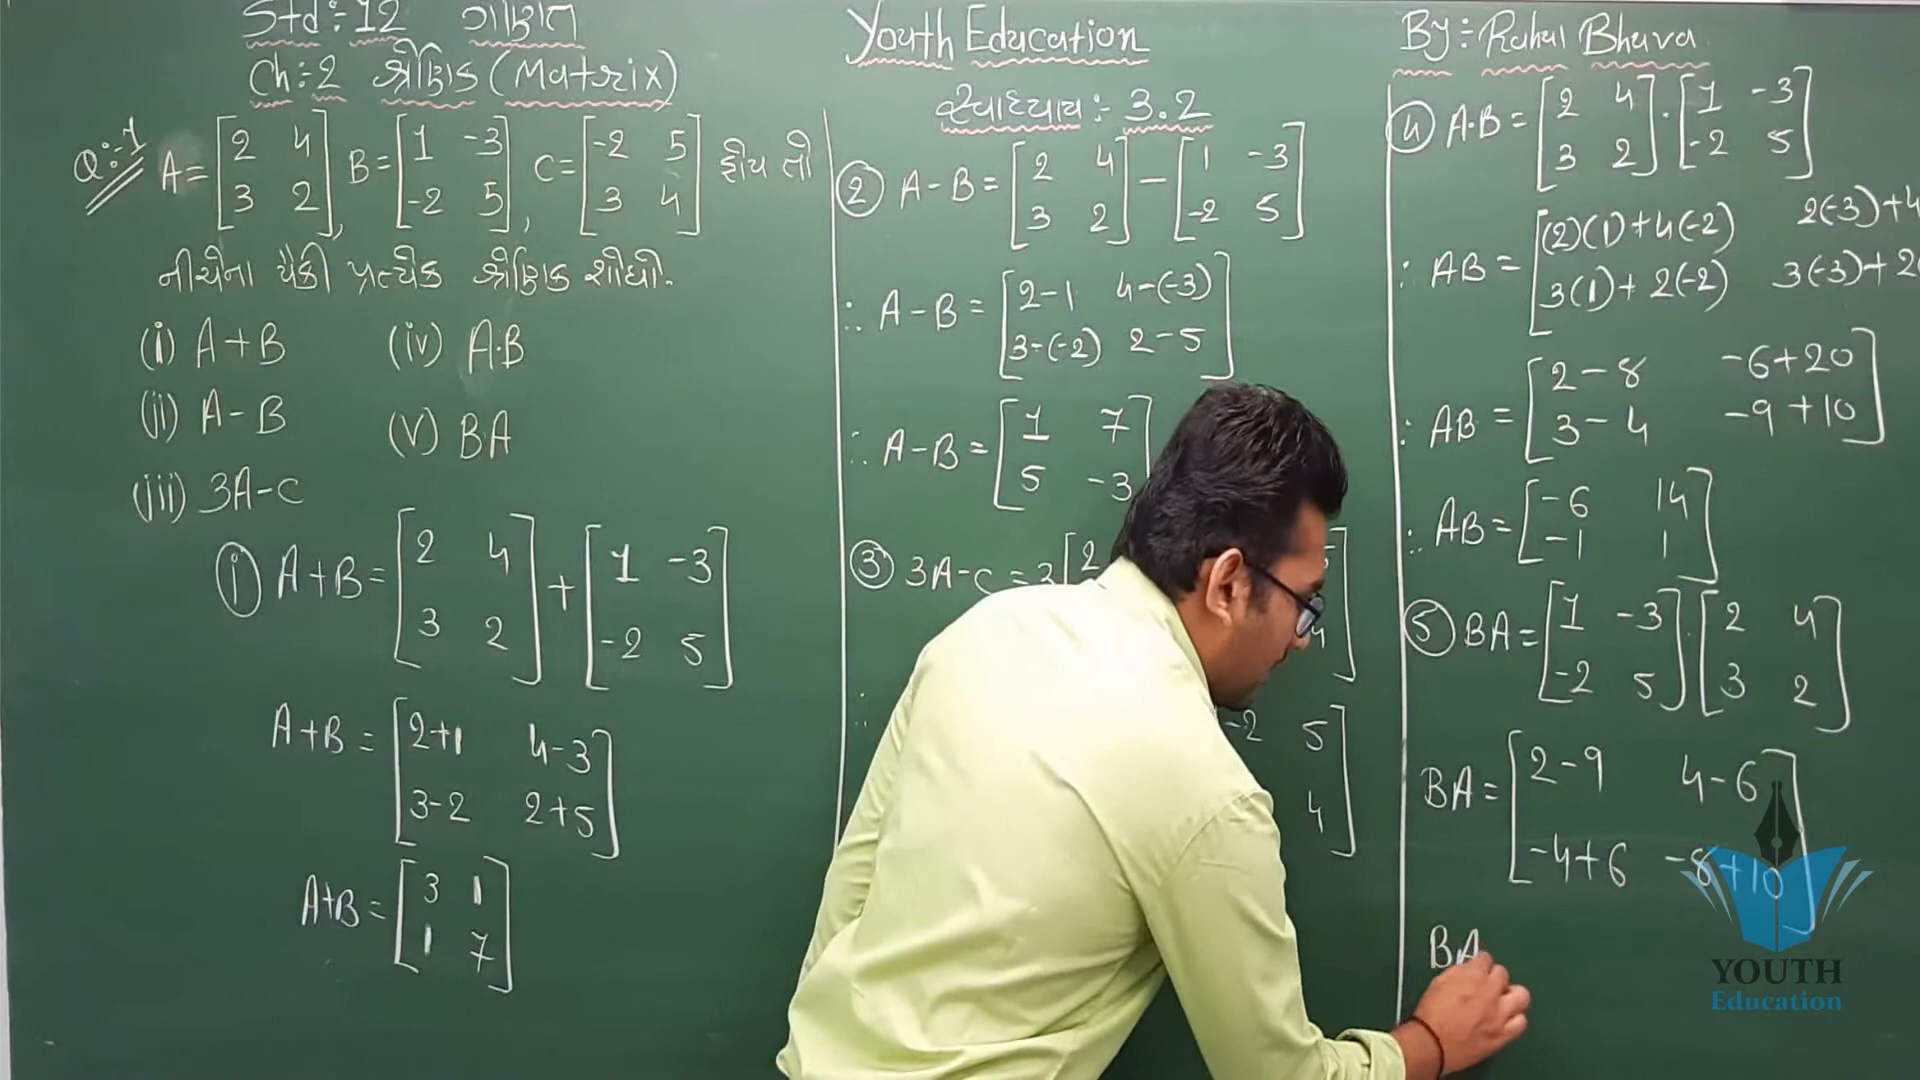 Std:-12 ગણિત
Ch:-2 શ્રેણિક (Matrix)
Q:-1 A = [2 4 3 2], B = [1 -3 -2 5], C = [-2 5 3 4] હોય તો
નીચેના પૈકી પ્રત્યેક શ્રેણિક શોધો.
(i) A+B (iv) A·B
(ii) A-B (v) BA
(iii) 3A-C
(i) A+B = [2 4 3 2] + [1 -3 -2 5]
A+B = [2+1 4-3 3-2 2+5]
A+B = [3 1 1 7]
Youth Education
સ્વાધ્યાય:- 3.2
(2) A-B = [2 4 3 2] - [1 -3 -2 5]
∴ A-B = [2-1 4-(-3) 3-(-2) 2-5]
∴ A-B = [1 7 5 -3
(3) 3A-C = 3[2
4]
∴
-2 5
4]
By:- Rahul Bhuva
(4) A·B = [2 4 3 2]·[1 -3 -2 5]
∴ AB = [(2)(1)+4(-2) 2(-3)+4 3(1)+2(-2) 3(-3)+2(
∴ AB = [2-8 -6+20 3-4 -9+10]
∴ AB = [-6 14 -1 1]
(5) BA = [1 -3 -2 5]·[2 4 3 2]
BA = [2-9 4-6 -4+6 -8+10]
BA
YOUTH
Education